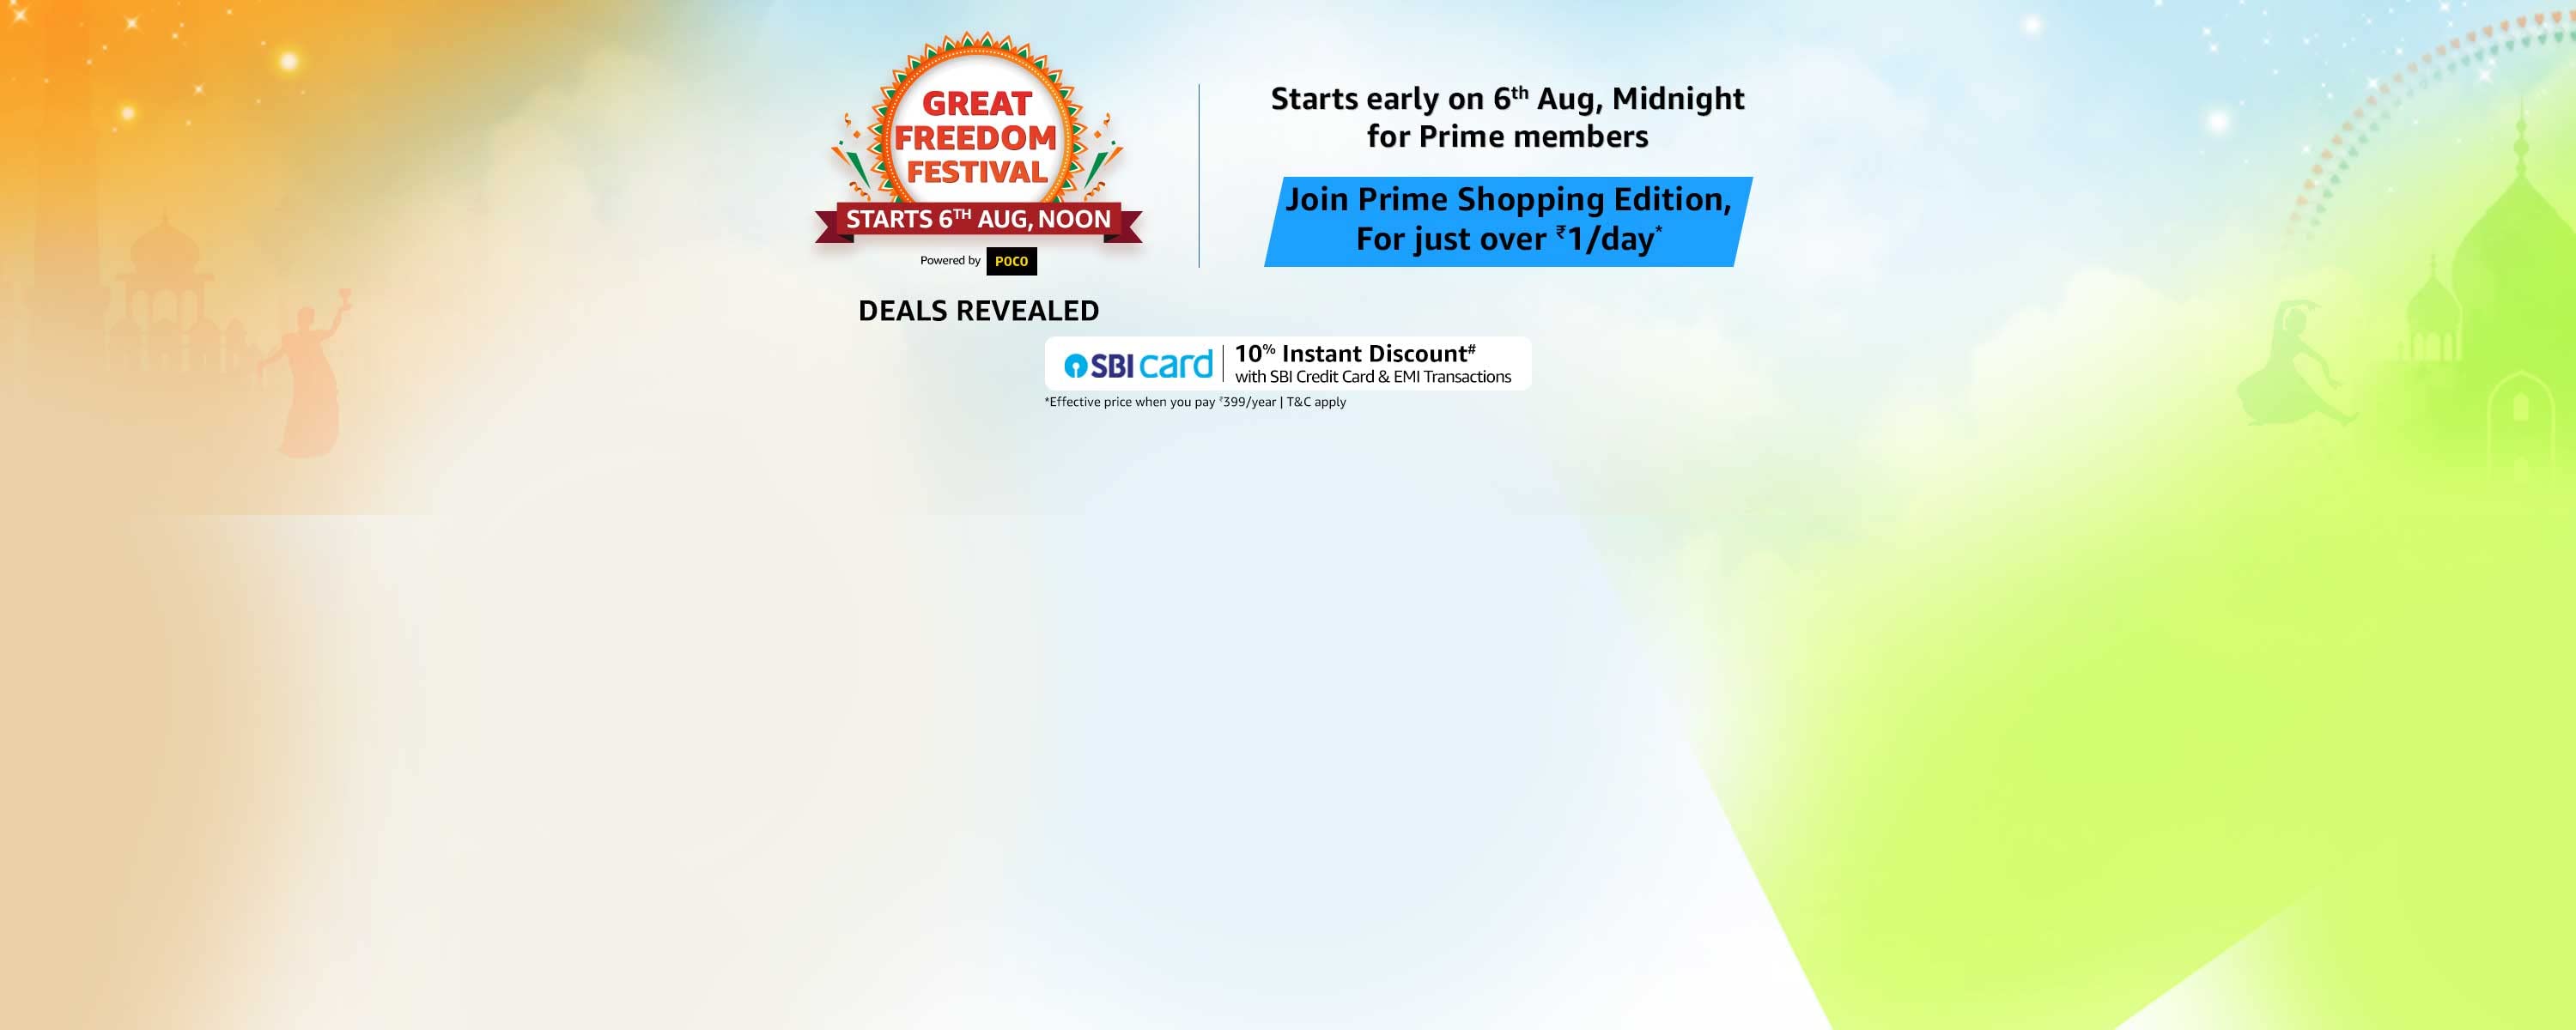 GREAT
FREEDOM
FESTIVAL
STARTS 6TH AUG, NOON
Powered by POCO
DEALS REVEALED
Starts early on 6th Aug, Midnight
for Prime members
Join Prime Shopping Edition,
For just over ₹1/day*
SBI card
10% Instant Discount#
with SBI Credit Card & EMI Transactions
*Effective price when you pay ₹399/year | T&C apply